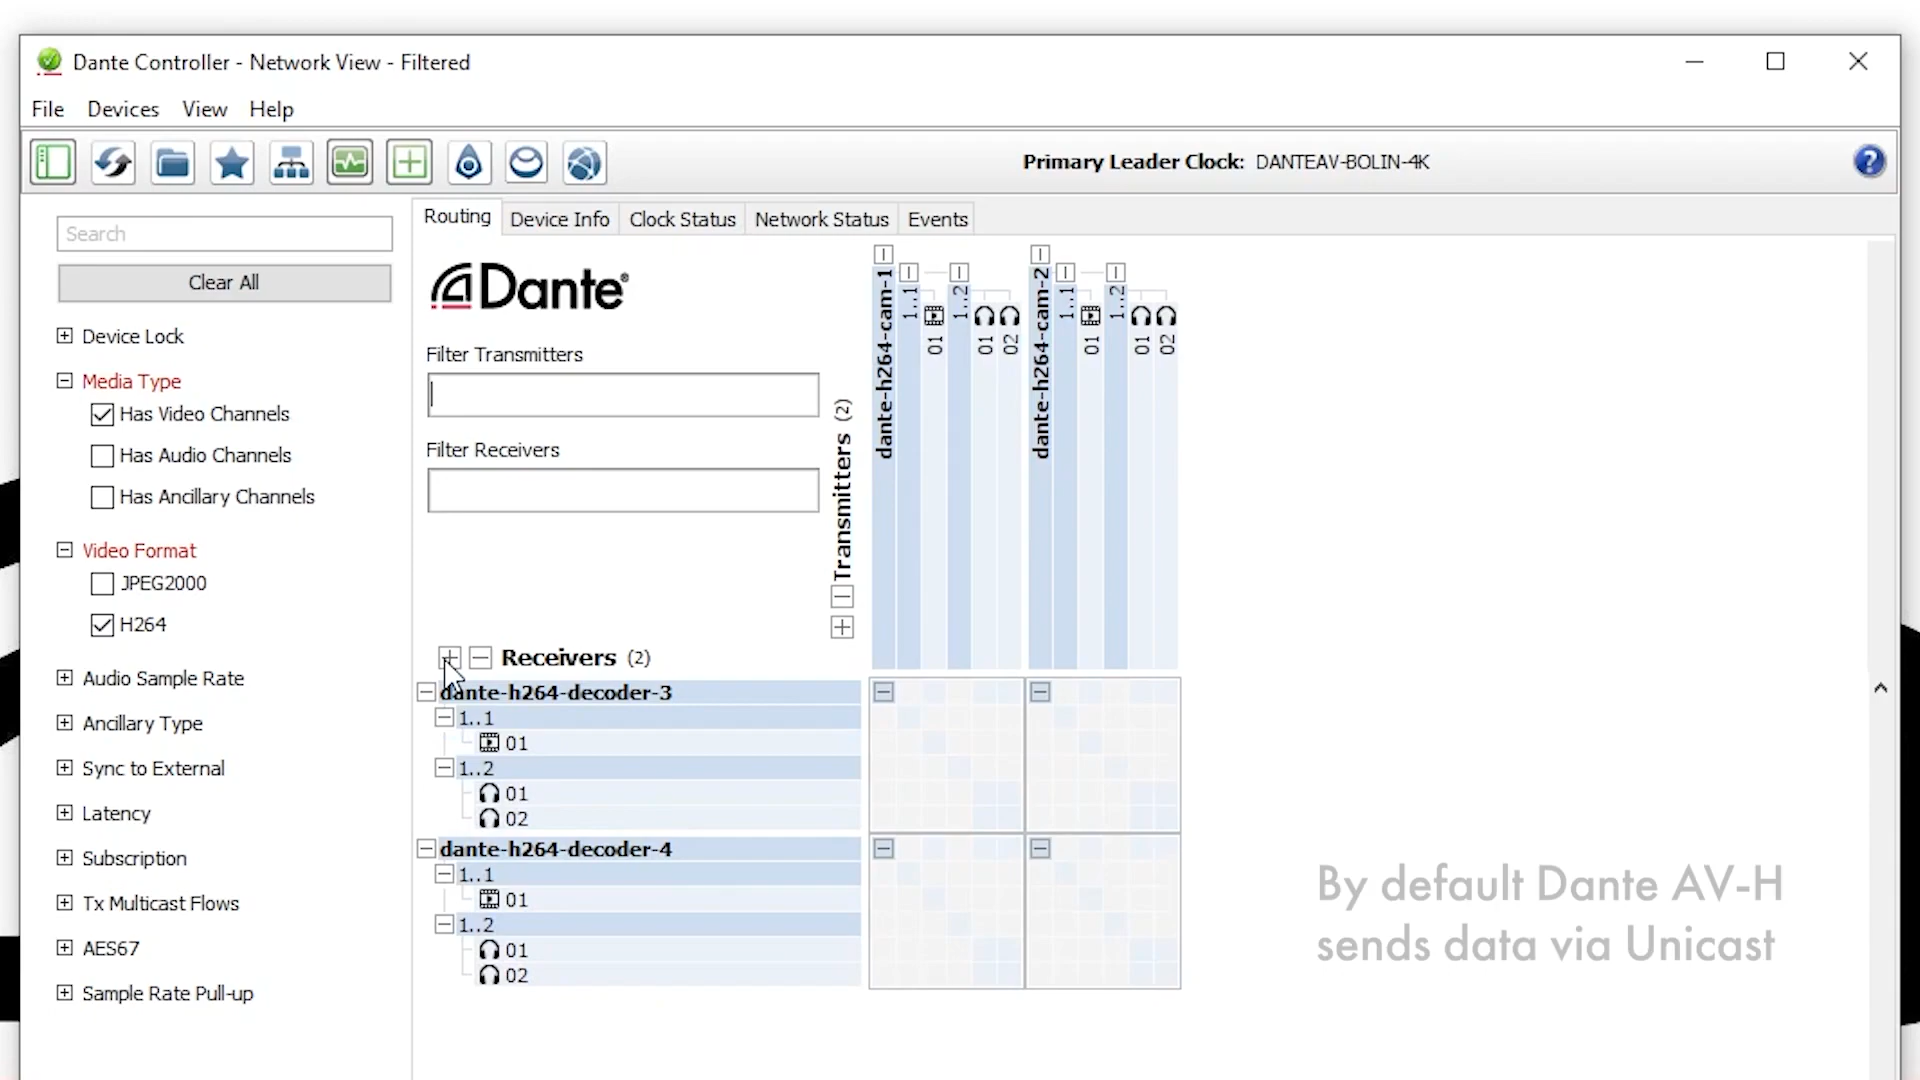 Dante Controller - Network View - Filtered
File Devices View Help
Primary Leader Clock: DANTEAV-BOLIN-4K
Search
Clear All
Device Lock
Media Type
Has Video Channels
Has Audio Channels
Has Ancillary Channels
Video Format
JPEG2000
H264
Audio Sample Rate
Ancillary Type
Sync to External
Latency
Subscription
Tx Multicast Flows
AES67
Sample Rate Pull-up
Routing Device Info Clock Status Network Status Events
Dante®
Filter Transmitters
Filter Receivers
Transmitters (2)
dante-h264-cam-1
1..1
01
1..2
01
02
dante-h264-cam-2
1..1
01
1..2
01
02
Receivers (2)
dante-h264-decoder-3
1..1
01
1..2
01
02
dante-h264-decoder-4
1..1
01
1..2
01
02
By default Dante AV-H
sends data via Unicast